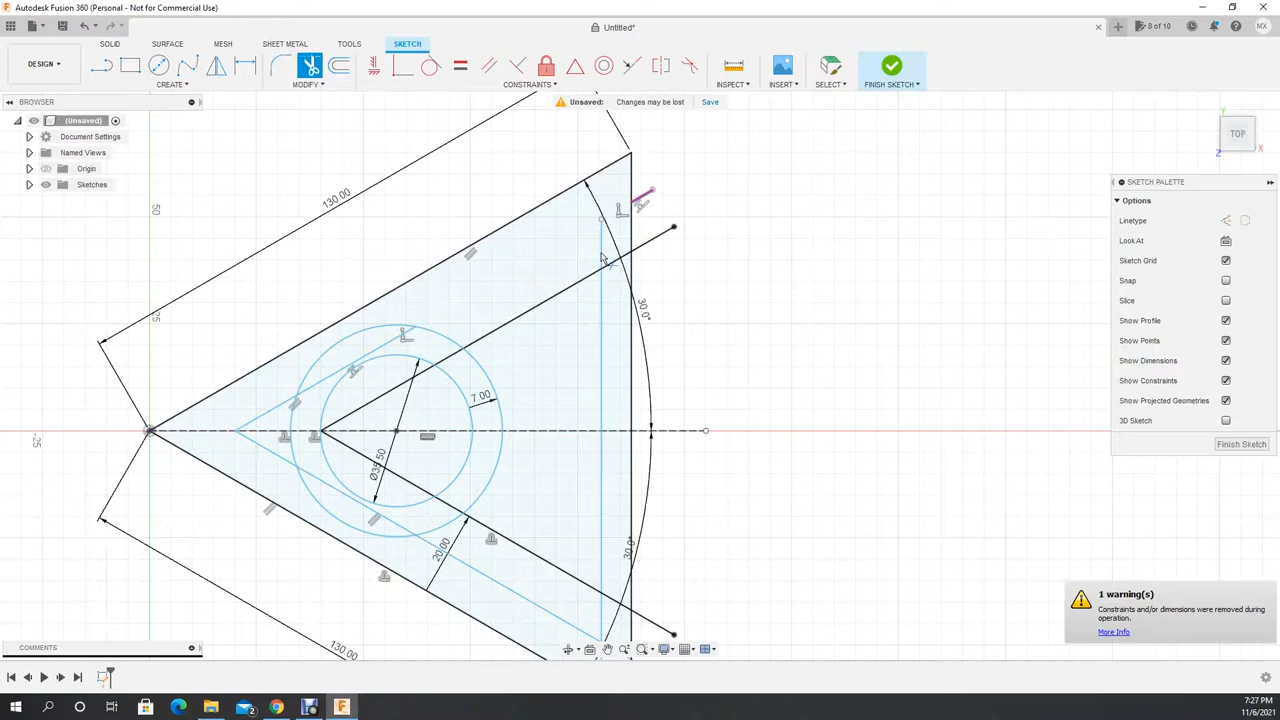 Autodesk Fusion 360 (Personal - Not for Commercial Use)
Untitled*
8 of 10
MX
SOLID
SURFACE
MESH
SHEET METAL
TOOLS
SKETCH
DESIGN
CREATE
MODIFY
CONSTRAINTS
INSPECT
INSERT
SELECT
FINISH SKETCH
BROWSER
Unsaved: Changes may be lost Save
(Unsaved)
Document Settings
Named Views
Origin
Sketches
TOP
Y
X
Z
SKETCH PALETTE
Options
Linetype
Look At
Sketch Grid
Snap
Slice
Show Profile
Show Points
Show Dimensions
Show Constraints
Show Projected Geometries
3D Sketch
Finish Sketch
130.00
50
25
-25
30.0°
7.00
Ø35.50
20.00
30.0°
130.00
1 warning(s)
Constraints and/or dimensions were removed during
operation.
More Info
COMMENTS
2
7:27 PM
11/6/2021